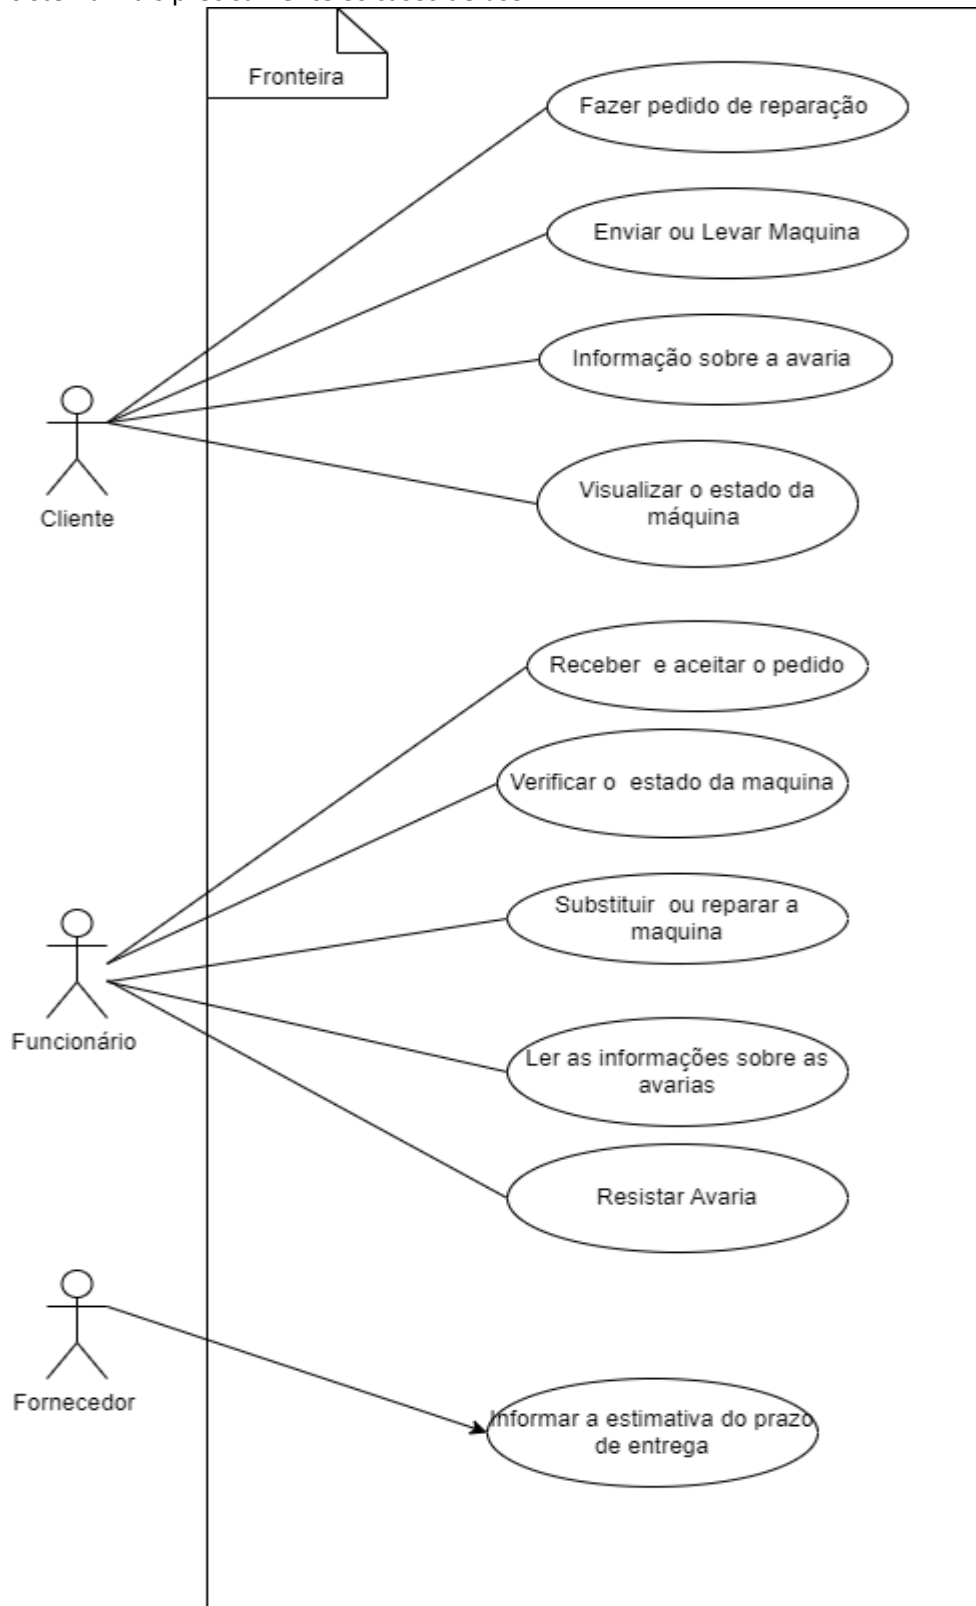 Fronteira
Fazer pedido de reparação
Enviar ou Levar Maquina
Informação sobre a avaria
Visualizar o estado da
máquina
Cliente
Receber e aceitar o pedido
Verificar o estado da maquina
Substituir ou reparar a
maquina
Funcionário
Ler as informações sobre as
avarias
Resistar Avaria
Fornecedor
Informar a estimativa do prazo
de entrega